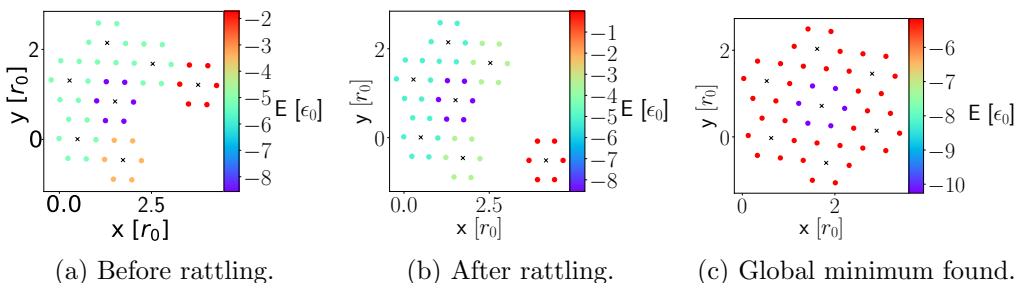 −2
−3
−4
−5
−6
−7
−8
E [ϵ₀]
2
0
y [r₀]
0.0
2.5
x [r₀]
(a) Before rattling.
−1
−2
−3
−4
−5
−6
−7
−8
E [ϵ₀]
2
0
y [r₀]
0.0
2.5
x [r₀]
(b) After rattling.
−6
−7
−8
−9
−10
E [ϵ₀]
2
0
y [r₀]
0
2
x [r₀]
(c) Global minimum found.